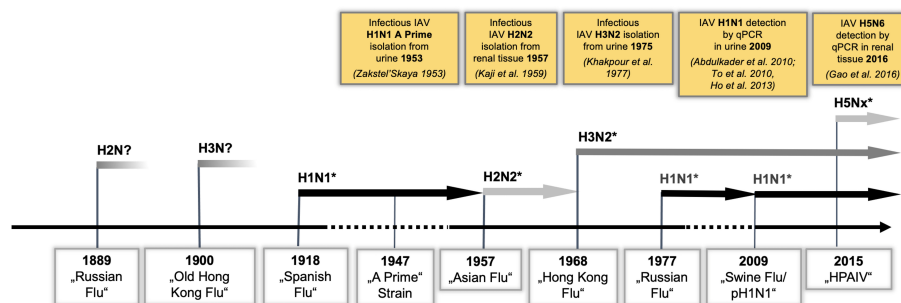 Infectious IAV
H1N1 A Prime
isolation from
urine 1953
(Zakstel'Skaya 1953)
Infectious
IAV H2N2
isolation from
renal tissue 1957
(Kaji et al. 1959)
Infectious
IAV H3N2 isolation
from urine 1975
(Khakpour et al.
1977)
IAV H1N1 detection
by qPCR
in urine 2009
(Abdulkader et al. 2010;
To et al. 2010,
Ho et al. 2013)
IAV H5N6
detection by
qPCR in renal
tissue 2016
(Gao et al. 2016)
H5Nx*
H2N?
H3N?
H3N2*
H1N1*
H2N2*
H1N1*
H1N1*
1889
„Russian
Flu“
1900
„Old Hong
Kong Flu“
1918
„Spanish
Flu“
1947
„A Prime“
Strain
1957
„Asian Flu“
1968
„Hong Kong
Flu“
1977
„Russian
Flu“
2009
„Swine Flu/
pH1N1“
2015
„HPAIV“